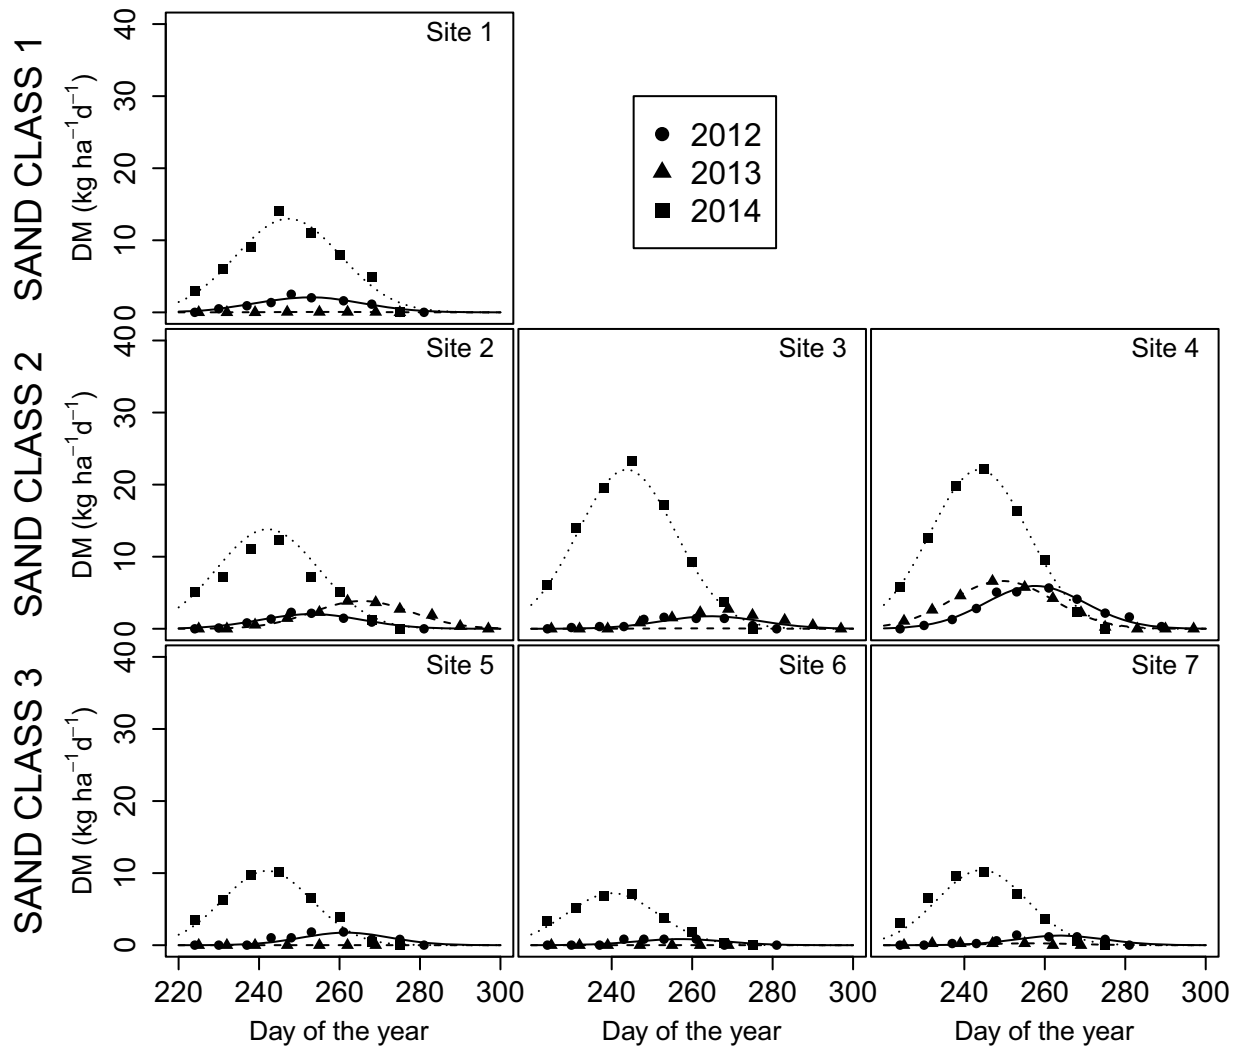 SAND CLASS 1
DM (kg ha⁻¹d⁻¹)
40
30
20
10
0
Site 1
2012
2013
2014
SAND CLASS 2
DM (kg ha⁻¹d⁻¹)
40
30
20
10
0
Site 2
Site 3
Site 4
SAND CLASS 3
DM (kg ha⁻¹d⁻¹)
40
30
20
10
0
Site 5
Site 6
Site 7
220 240 260 280 300 240 260 280 300 240 260 280 300
Day of the year Day of the year Day of the year